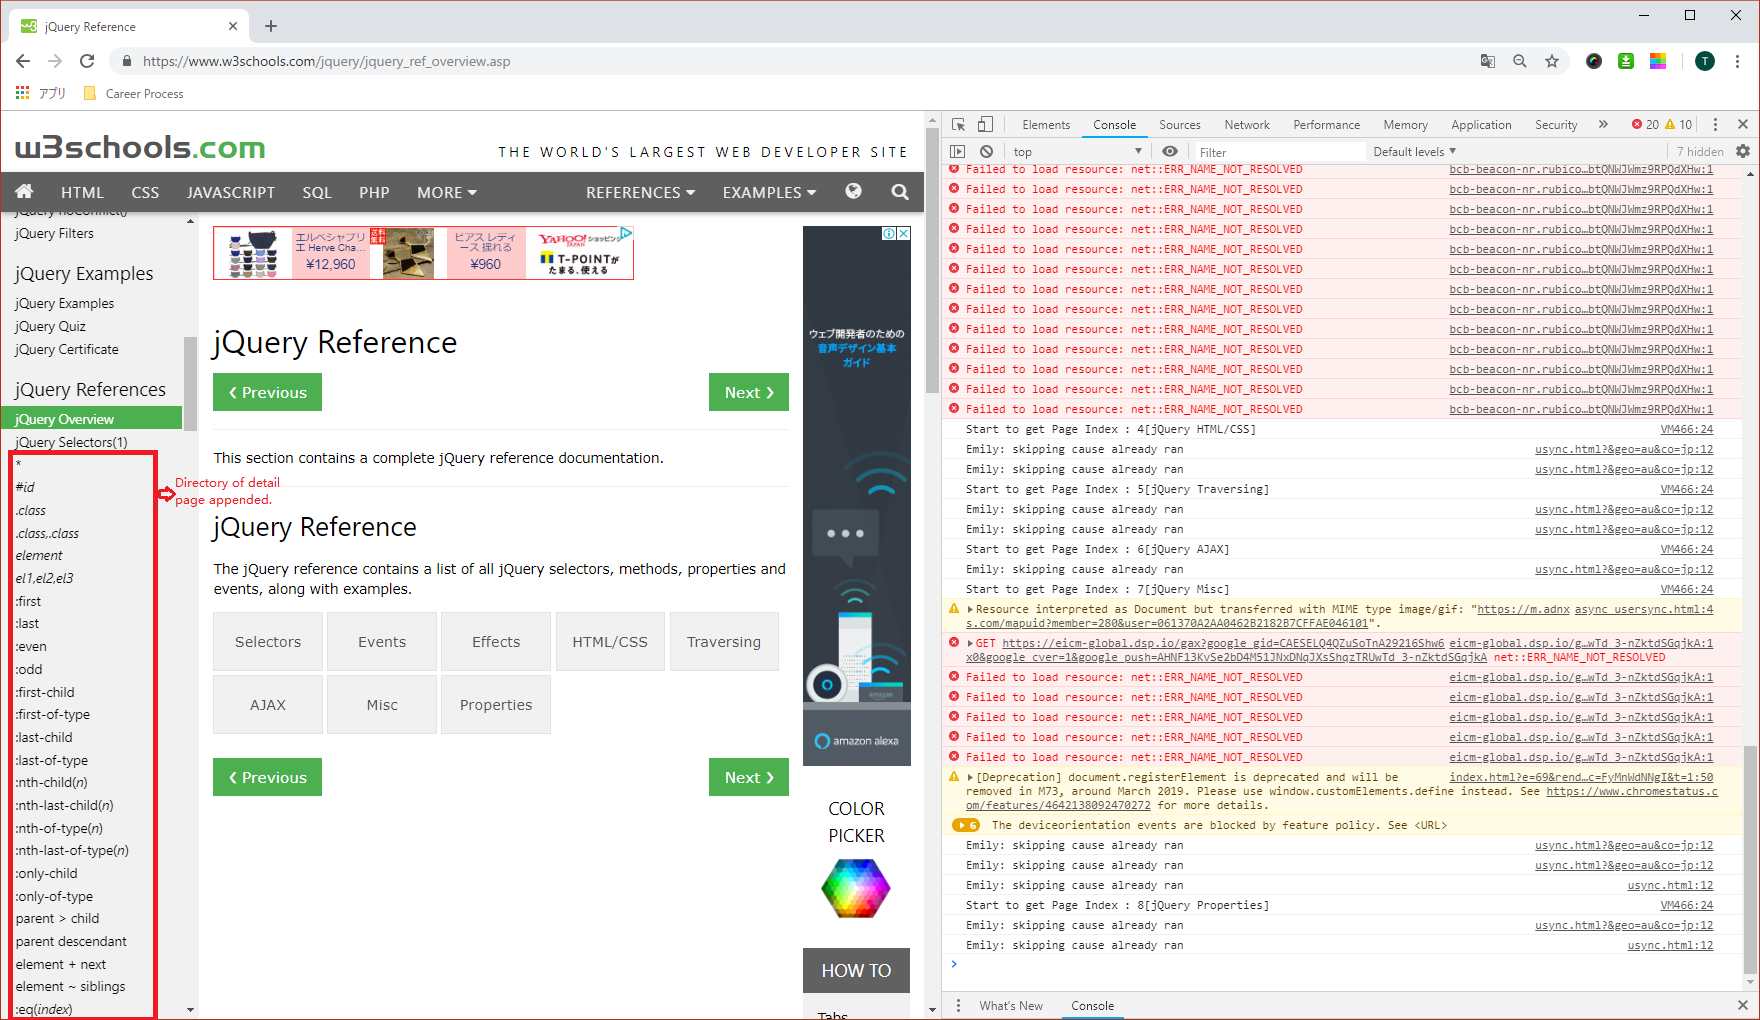 jQuery Reference
https://www.w3schools.com/jquery/jquery_ref_overview.asp
T
アプリ
Career Process
w3schools.com
THE WORLD'S LARGEST WEB DEVELOPER SITE
HTML CSS JAVASCRIPT SQL PHP MORE REFERENCES EXAMPLES
jQuery noConflict()
jQuery Filters
jQuery Examples
jQuery Examples
jQuery Quiz
jQuery Certificate
jQuery References
jQuery Overview
jQuery Selectors(1)
*
#id
.class
.class,.class
element
el1,el2,el3
:first
:last
:even
:odd
:first-child
:first-of-type
:last-child
:last-of-type
:nth-child(n)
:nth-last-child(n)
:nth-of-type(n)
:nth-last-of-type(n)
:only-child
:only-of-type
parent > child
parent descendant
element + next
element ~ siblings
:eq(index)
Directory of detail
page appended.
エルベシャプリ
エ Herve Cha...
¥12,960
送料
無料
ピアス レディ
ース 揺れる
¥960
YAHOO! ショッピング
JAPAN
T-POINTが
たまる、使える
jQuery Reference
❮ Previous
Next ❯
This section contains a complete jQuery reference documentation.
jQuery Reference
The jQuery reference contains a list of all jQuery selectors, methods, properties and
events, along with examples.
Selectors Events Effects HTML/CSS Traversing
AJAX Misc Properties
❮ Previous
Next ❯
ウェブ開発者のための
音声デザイン基本
ガイド
amazon
amazon alexa
COLOR
PICKER
HOW TO
Tabs
Elements Console Sources Network Performance Memory Application Security » 20 10
top Filter Default levels 7 hidden
Failed to load resource: net::ERR_NAME_NOT_RESOLVED bcb-beacon-nr.rubico…btQNWJWmz9RPQdXHw:1
Failed to load resource: net::ERR_NAME_NOT_RESOLVED bcb-beacon-nr.rubico…btQNWJWmz9RPQdXHw:1
Failed to load resource: net::ERR_NAME_NOT_RESOLVED bcb-beacon-nr.rubico…btQNWJWmz9RPQdXHw:1
Failed to load resource: net::ERR_NAME_NOT_RESOLVED bcb-beacon-nr.rubico…btQNWJWmz9RPQdXHw:1
Failed to load resource: net::ERR_NAME_NOT_RESOLVED bcb-beacon-nr.rubico…btQNWJWmz9RPQdXHw:1
Failed to load resource: net::ERR_NAME_NOT_RESOLVED bcb-beacon-nr.rubico…btQNWJWmz9RPQdXHw:1
Failed to load resource: net::ERR_NAME_NOT_RESOLVED bcb-beacon-nr.rubico…btQNWJWmz9RPQdXHw:1
Failed to load resource: net::ERR_NAME_NOT_RESOLVED bcb-beacon-nr.rubico…btQNWJWmz9RPQdXHw:1
Failed to load resource: net::ERR_NAME_NOT_RESOLVED bcb-beacon-nr.rubico…btQNWJWmz9RPQdXHw:1
Failed to load resource: net::ERR_NAME_NOT_RESOLVED bcb-beacon-nr.rubico…btQNWJWmz9RPQdXHw:1
Failed to load resource: net::ERR_NAME_NOT_RESOLVED bcb-beacon-nr.rubico…btQNWJWmz9RPQdXHw:1
Failed to load resource: net::ERR_NAME_NOT_RESOLVED bcb-beacon-nr.rubico…btQNWJWmz9RPQdXHw:1
Failed to load resource: net::ERR_NAME_NOT_RESOLVED bcb-beacon-nr.rubico…btQNWJWmz9RPQdXHw:1
Start to get Page Index : 4[jQuery HTML/CSS] VM466:24
Emily: skipping cause already ran usync.html?&geo=au&co=jp:12
Emily: skipping cause already ran usync.html?&geo=au&co=jp:12
Start to get Page Index : 5[jQuery Traversing] VM466:24
Emily: skipping cause already ran usync.html?&geo=au&co=jp:12
Emily: skipping cause already ran usync.html?&geo=au&co=jp:12
Start to get Page Index : 6[jQuery AJAX] VM466:24
Emily: skipping cause already ran usync.html?&geo=au&co=jp:12
Start to get Page Index : 7[jQuery Misc] VM466:24
Resource interpreted as Document but transferred with MIME type image/gif: "https://m.adnx async_usersync.html:4
s.com/mapuid?member=280&user=061370A2AA0462B2182B7CFFAE046101".
GET https://eicm-global.dsp.io/gax?google_gid=CAESELQ4QZuSoTnA29216Shw6 eicm-global.dsp.io/g…wTd_3-nZktdSGqjkA:1
x0&google_cver=1&google_push=AHNF13KvSe2bD4M51JNxDNqJXsShqzTRUwTd_3-nZktdSGqjkA net::ERR_NAME_NOT_RESOLVED
Failed to load resource: net::ERR_NAME_NOT_RESOLVED eicm-global.dsp.io/g…wTd_3-nZktdSGqjkA:1
Failed to load resource: net::ERR_NAME_NOT_RESOLVED eicm-global.dsp.io/g…wTd_3-nZktdSGqjkA:1
Failed to load resource: net::ERR_NAME_NOT_RESOLVED eicm-global.dsp.io/g…wTd_3-nZktdSGqjkA:1
Failed to load resource: net::ERR_NAME_NOT_RESOLVED eicm-global.dsp.io/g…wTd_3-nZktdSGqjkA:1
Failed to load resource: net::ERR_NAME_NOT_RESOLVED eicm-global.dsp.io/g…wTd_3-nZktdSGqjkA:1
[Deprecation] document.registerElement is deprecated and will be index.html?e=69&rend…c=FyMnWdNNgI&t=1:50
removed in M73, around March 2019. Please use window.customElements.define instead. See https://www.chromestatus.c
om/features/4642138092470272 for more details.
6 The deviceorientation events are blocked by feature policy. See <URL>
Emily: skipping cause already ran usync.html?&geo=au&co=jp:12
Emily: skipping cause already ran usync.html?&geo=au&co=jp:12
Emily: skipping cause already ran usync.html:12
Start to get Page Index : 8[jQuery Properties] VM466:24
Emily: skipping cause already ran usync.html?&geo=au&co=jp:12
Emily: skipping cause already ran usync.html:12
What's New Console